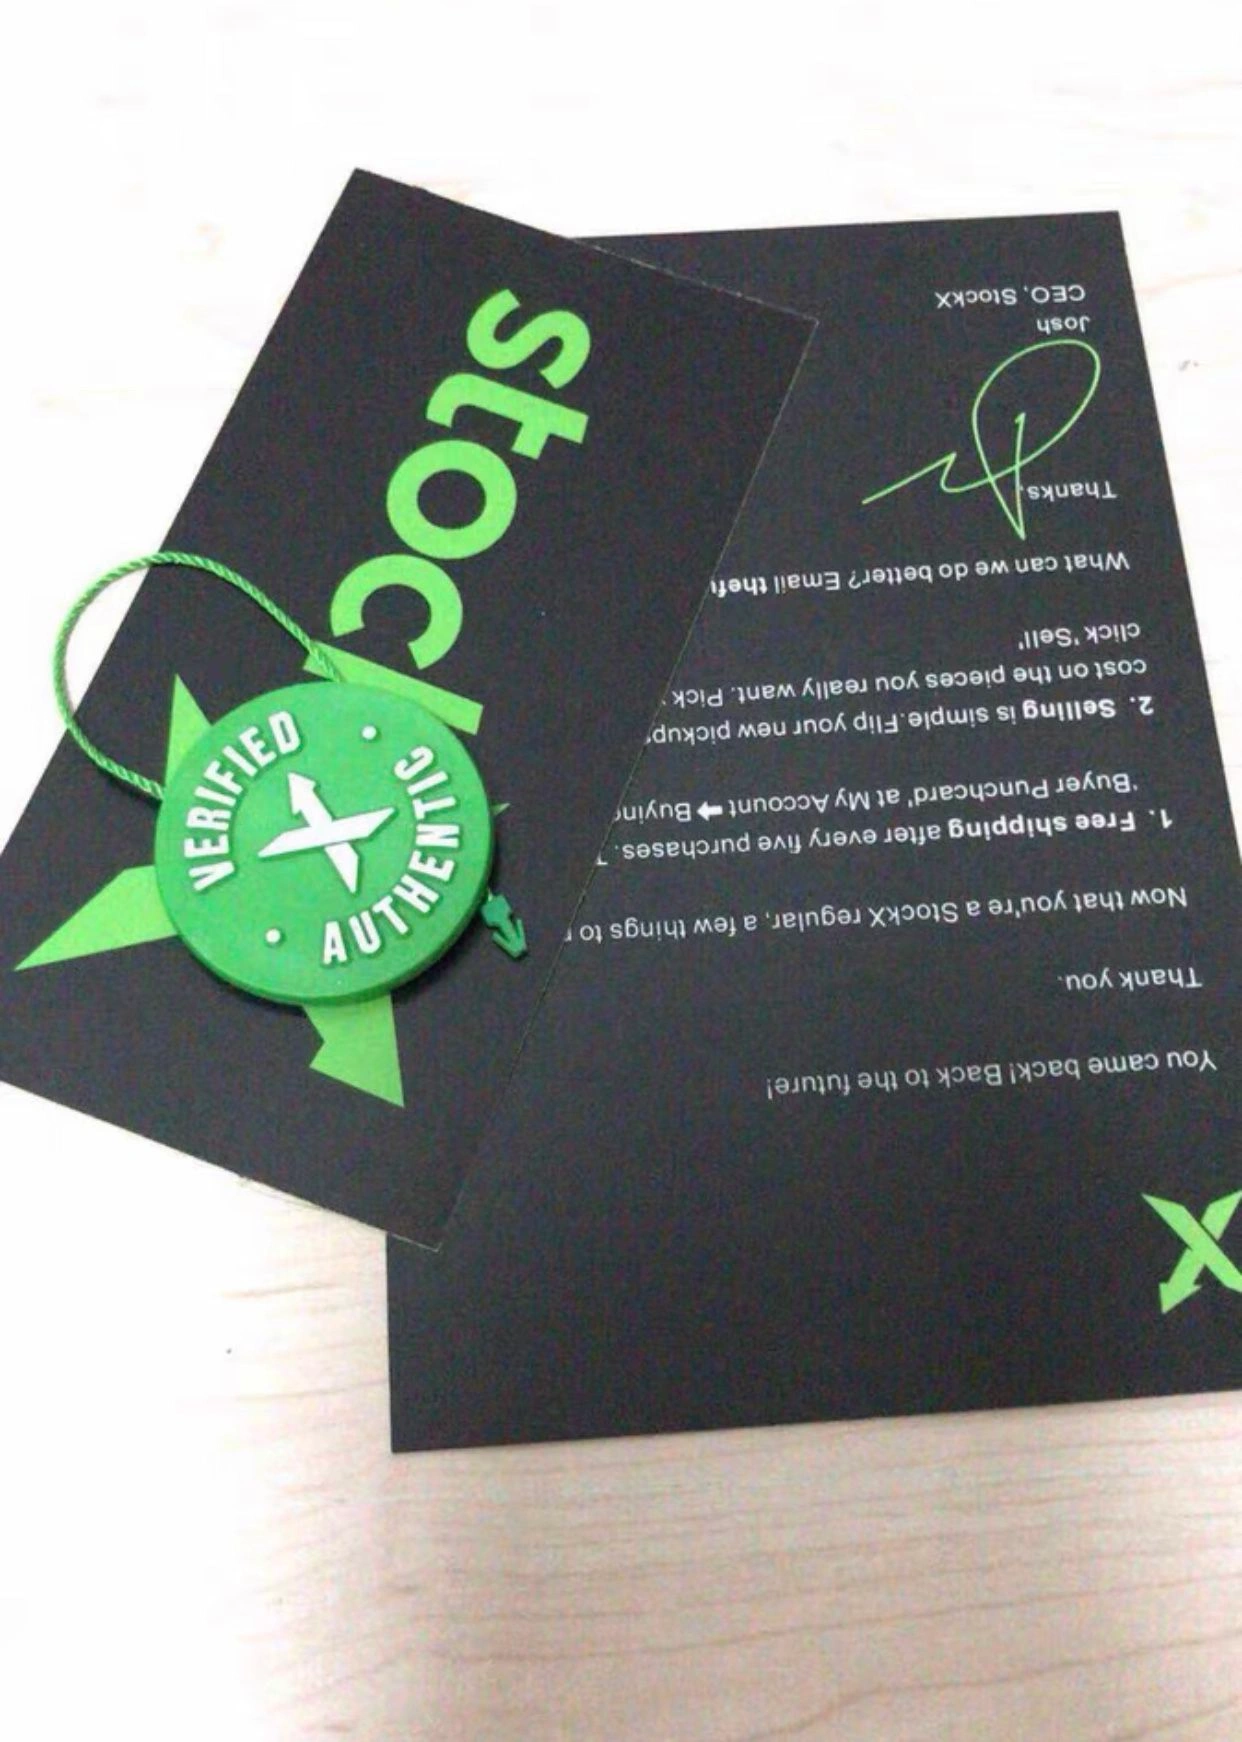 stock
VERIFIED
AUTHENTIC
You came back! Back to the future!
Thank you.
Now that you're a StockX regular, a few things to
1. Free shipping after every five purchases.
'Buyer Punchcard' at My Account ➡ Buying
2. Selling is simple. Flip your new pickups
cost on the pieces you really want. Pick
click 'Sell'
What can we do better? Email
Thanks,
Josh
CEO, StockX